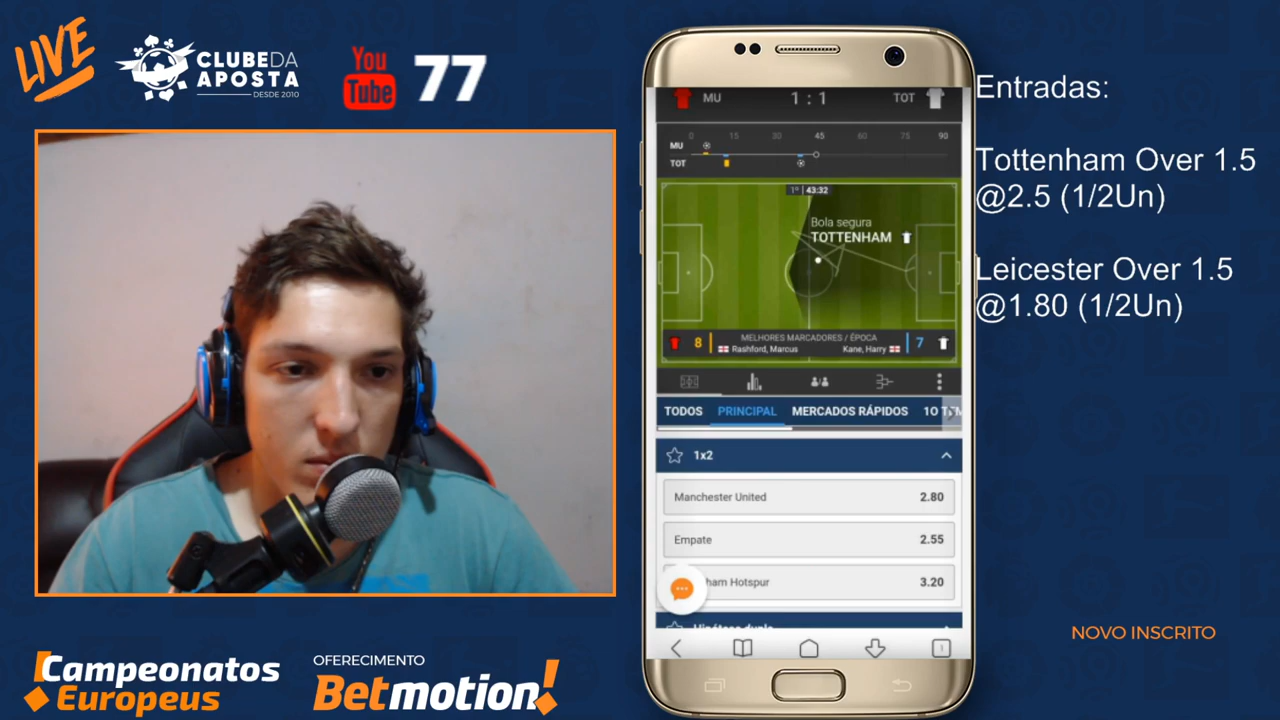 LIVE
CLUBEDA
APOSTA
DESDE 2010
You
Tube
77
MU
1 : 1
TOT
0 15 30 45 60 75 90
MU
TOT
1º 43:32
Bola segura
TOTTENHAM
MELHORES MARCADORES / ÉPOCA
8 Rashford, Marcus
Kane, Harry 7
TODOS PRINCIPAL MERCADOS RÁPIDOS
1x2
Manchester United 2.80
Empate 2.55
ham Hotspur 3.20
1
Entradas:
Tottenham Over 1.5
@2.5 (1/2Un)
Leicester Over 1.5
@1.80 (1/2Un)
NOVO INSCRITO
Campeonatos
Europeus
OFERECIMENTO
Betmotion!